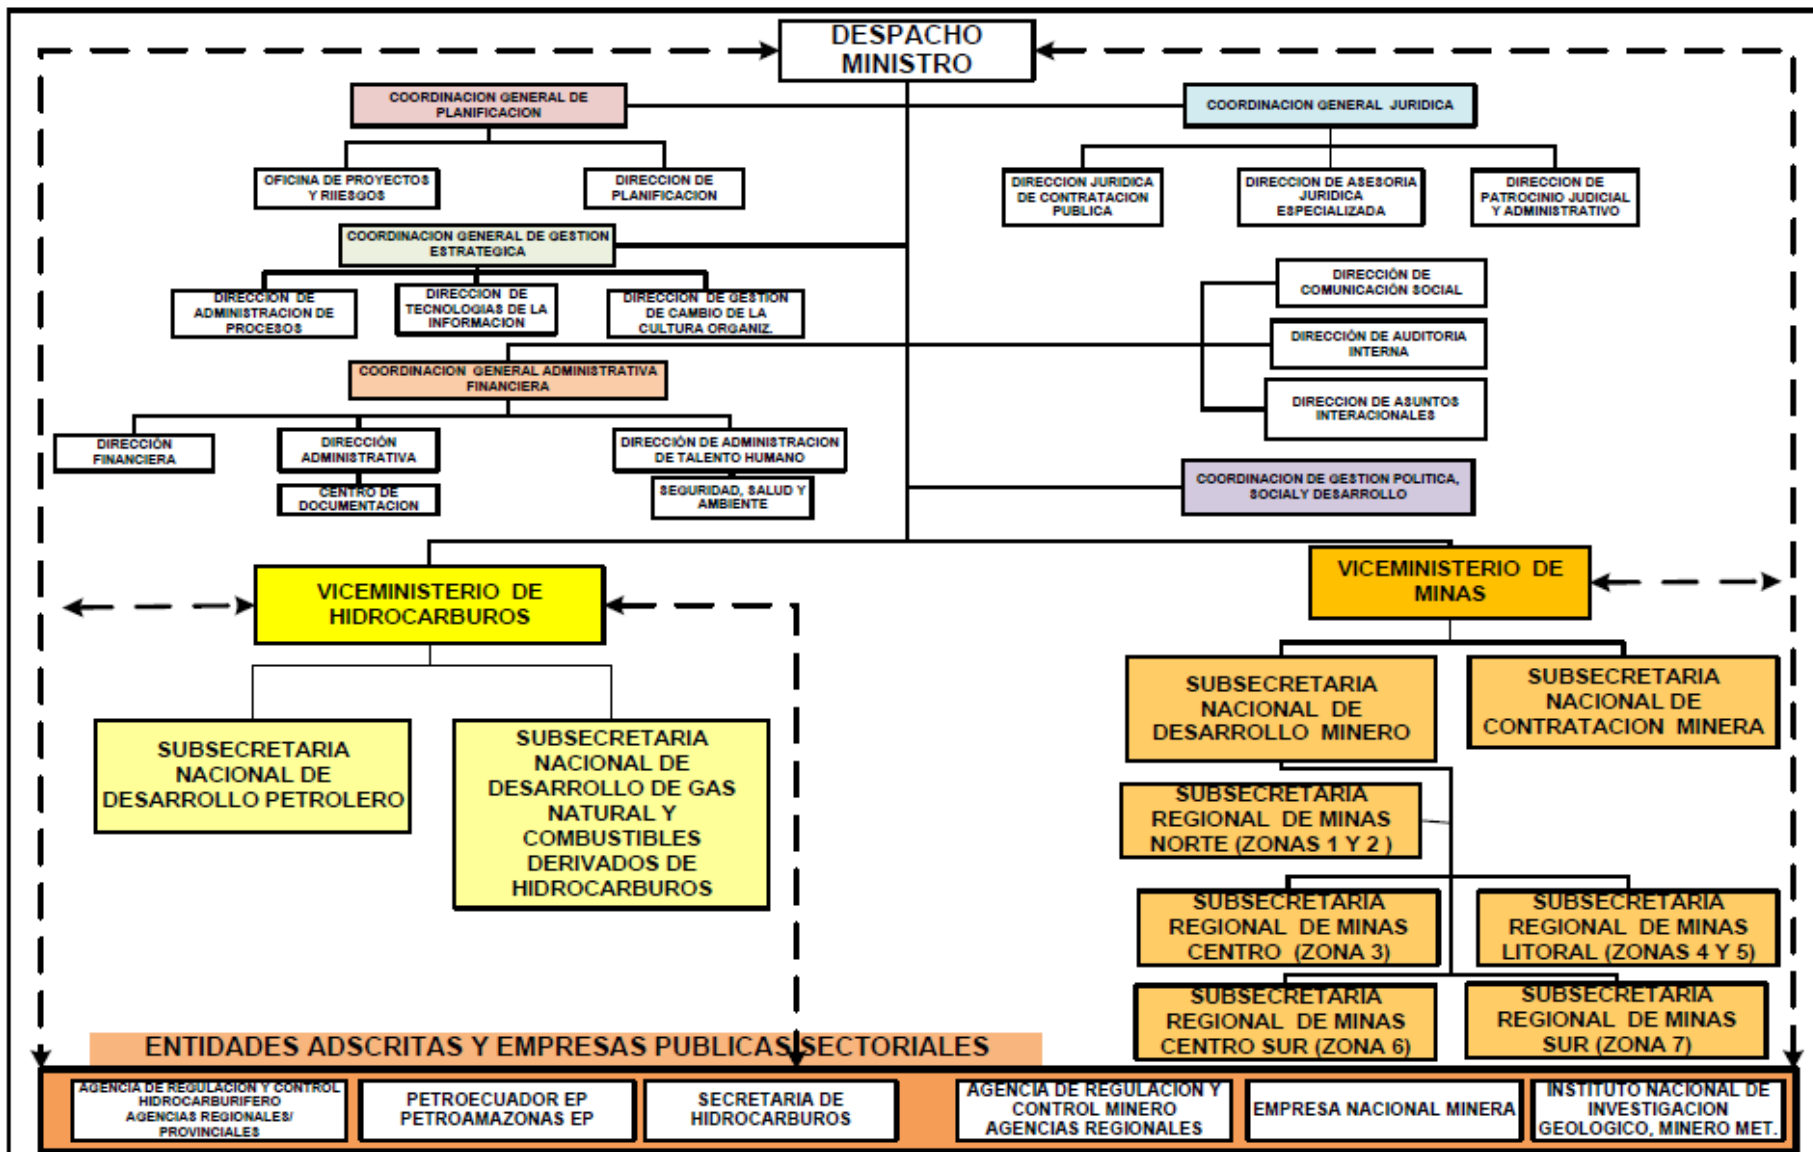 DESPACHO
MINISTRO
COORDINACION GENERAL DE
PLANIFICACION
COORDINACION GENERAL JURIDICA
OFICINA DE PROYECTOS
Y RIIESGOS
DIRECCION DE
PLANIFICACION
DIRECCION JURIDICA
DE CONTRATACION
PUBLICA
DIRECCION DE ASESORIA
JURIDICA
ESPECIALIZADA
DIRECCION DE
PATROCINIO JUDICIAL
Y ADMINISTRATIVO
COORDINACION GENERAL DE GESTION
ESTRATEGICA
DIRECCION DE
ADMINISTRACION DE
PROCESOS
DIRECCION DE
TECNOLOGIAS DE LA
INFORMACION
DIRECCION DE GESTION
DE CAMBIO DE LA
CULTURA ORGANIZ.
DIRECCIÓN DE
COMUNICACIÓN SOCIAL
DIRECCIÓN DE AUDITORIA
INTERNA
DIRECCION DE ASUNTOS
INTERACIONALES
COORDINACION GENERAL ADMINISTRATIVA
FINANCIERA
DIRECCIÓN
FINANCIERA
DIRECCIÓN
ADMINISTRATIVA
CENTRO DE
DOCUMENTACION
DIRECCIÓN DE ADMINISTRACION
DE TALENTO HUMANO
SEGURIDAD, SALUD Y
AMBIENTE
COORDINACION DE GESTION POLITICA,
SOCIALY DESARROLLO
VICEMINISTERIO DE
HIDROCARBUROS
VICEMINISTERIO DE
MINAS
SUBSECRETARIA
NACIONAL DE
DESARROLLO PETROLERO
SUBSECRETARIA
NACIONAL DE
DESARROLLO DE GAS
NATURAL Y
COMBUSTIBLES
DERIVADOS DE
HIDROCARBUROS
SUBSECRETARIA
NACIONAL DE
DESARROLLO MINERO
SUBSECRETARIA
NACIONAL DE
CONTRATACION MINERA
SUBSECRETARIA
REGIONAL DE MINAS
NORTE (ZONAS 1 Y 2 )
SUBSECRETARIA
REGIONAL DE MINAS
CENTRO (ZONA 3)
SUBSECRETARIA
REGIONAL DE MINAS
LITORAL (ZONAS 4 Y 5)
SUBSECRETARIA
REGIONAL DE MINAS
CENTRO SUR (ZONA 6)
SUBSECRETARIA
REGIONAL DE MINAS
SUR (ZONA 7)
ENTIDADES ADSCRITAS Y EMPRESAS PUBLICAS SECTORIALES
AGENCIA DE REGULACION Y CONTROL
HIDROCARBURIFERO
AGENCIAS REGIONALES/
PROVINCIALES
PETROECUADOR EP
PETROAMAZONAS EP
SECRETARIA DE
HIDROCARBUROS
AGENCIA DE REGULACION Y
CONTROL MINERO
AGENCIAS REGIONALES
EMPRESA NACIONAL MINERA
INSTITUTO NACIONAL DE
INVESTIGACION
GEOLOGICO, MINERO MET.